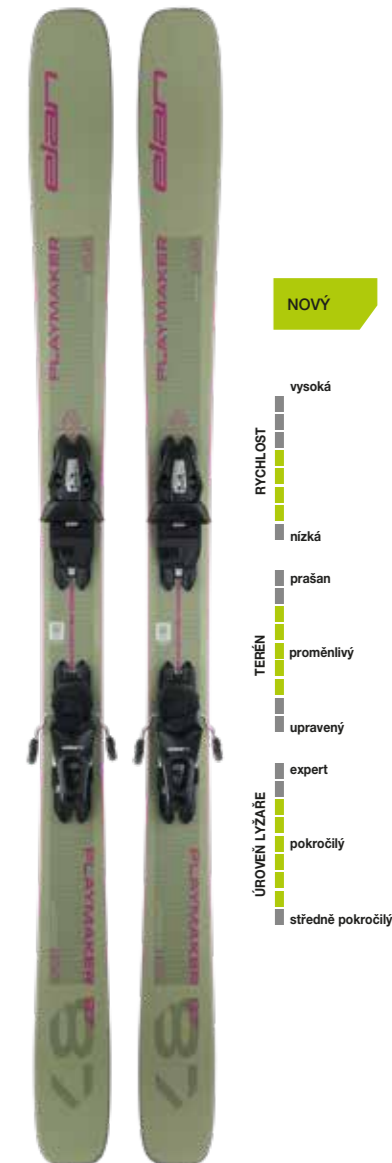 elan
elan
PLAYMAKER
PLAYMAKER
NOVÝ
vysoká
RYCHLOST
nízká
prašan
TERÉN
proměnlivý
upravený
expert
ÚROVEŇ LYŽAŘE
pokročilý
středně pokročilý
PLAYMAKER
PLAYMAKER
87
87